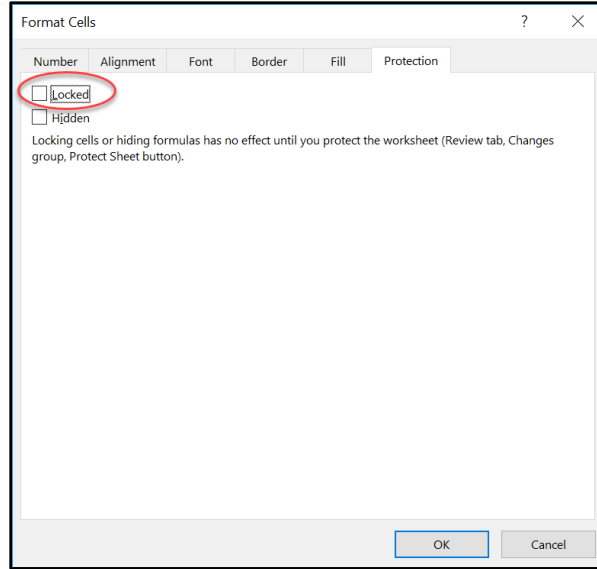 Format Cells ?
Number Alignment Font Border Fill Protection
Locked
Hidden
Locking cells or hiding formulas has no effect until you protect the worksheet (Review tab, Changes
group, Protect Sheet button).
OK Cancel